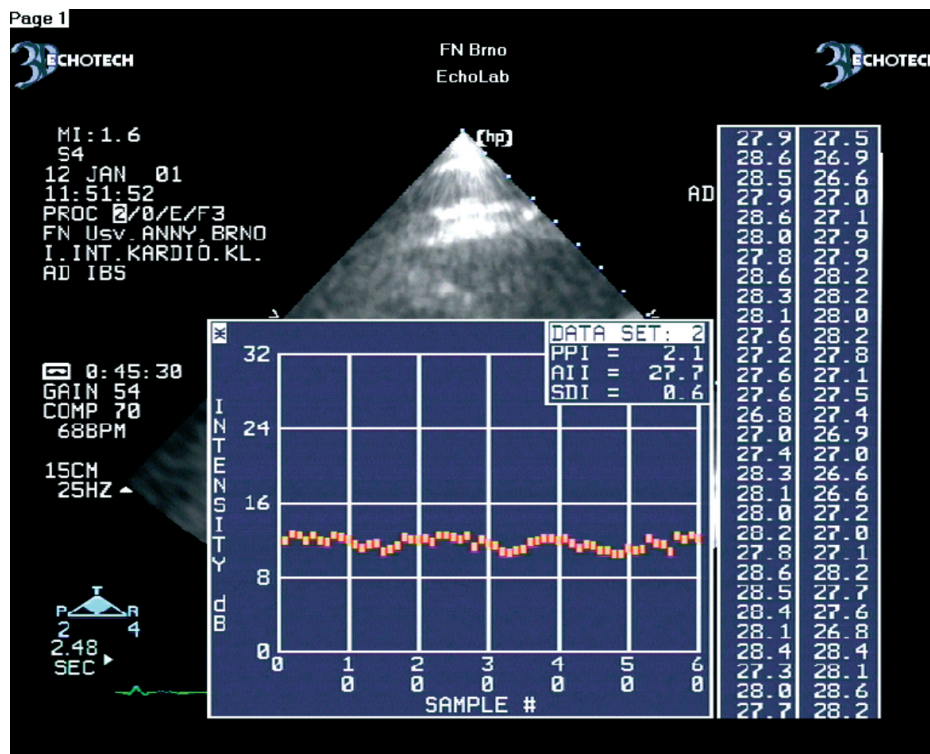 Page 1
3D ECHOTECH
FN Brno
EchoLab
3D ECHOTEC
MI:1.6
S4
12 JAN 01
11:51:52
PROC 2/0/E/F3
FN Usv.ANNY,BRNO
I.INT.KARDIO.KL.
AD IBS
[hp]
AD
0:45:30
GAIN 54
COMP 70
68BPM
15CM
25HZ
T
P R
2 4
2.48
SEC
DATA SET: 2
PPI = 2.1
AII = 27.7
SDI = 0.6
INTENSITY dB
32
24
16
8
0
0 10 20 30 40 50 60
SAMPLE #
27.9 27.5
28.6 26.9
28.5 26.6
27.9 27.0
28.6 27.1
28.0 27.9
27.8 27.9
28.6 28.2
28.3 28.2
28.1 28.0
27.6 28.2
27.2 27.8
27.6 27.1
27.6 27.5
26.8 27.4
27.0 26.9
27.4 27.0
28.3 26.6
28.1 26.6
28.0 27.2
28.2 27.0
27.8 27.1
28.6 28.2
28.5 27.7
28.4 27.6
28.1 26.8
28.4 28.4
27.3 28.1
28.0 28.6
27.7 28.2